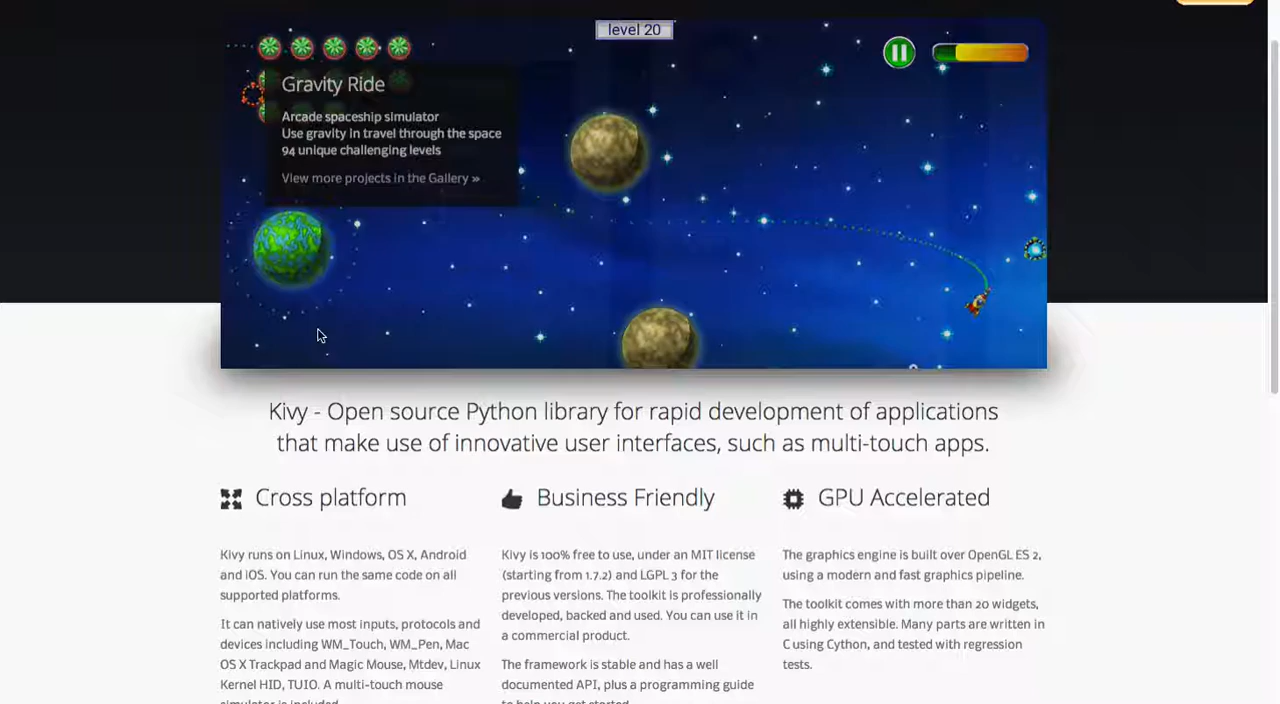 level 20
Gravity Ride
Arcade spaceship simulator
Use gravity in travel through the space
94 unique challenging levels
View more projects in the Gallery »
Kivy - Open source Python library for rapid development of applications
that make use of innovative user interfaces, such as multi-touch apps.
Cross platform
Kivy runs on Linux, Windows, OS X, Android
and iOS. You can run the same code on all
supported platforms.
It can natively use most inputs, protocols and
devices including WM_Touch, WM_Pen, Mac
OS X Trackpad and Magic Mouse, Mtdev, Linux
Kernel HID, TUIO. A multi-touch mouse
simulator is included.
Business Friendly
Kivy is 100% free to use, under an MIT license
(starting from 1.7.2) and LGPL 3 for the
previous versions. The toolkit is professionally
developed, backed and used. You can use it in
a commercial product.
The framework is stable and has a well
documented API, plus a programming guide
to help you get started.
GPU Accelerated
The graphics engine is built over OpenGL ES 2,
using a modern and fast graphics pipeline.
The toolkit comes with more than 20 widgets,
all highly extensible. Many parts are written in
C using Cython, and tested with regression
tests.